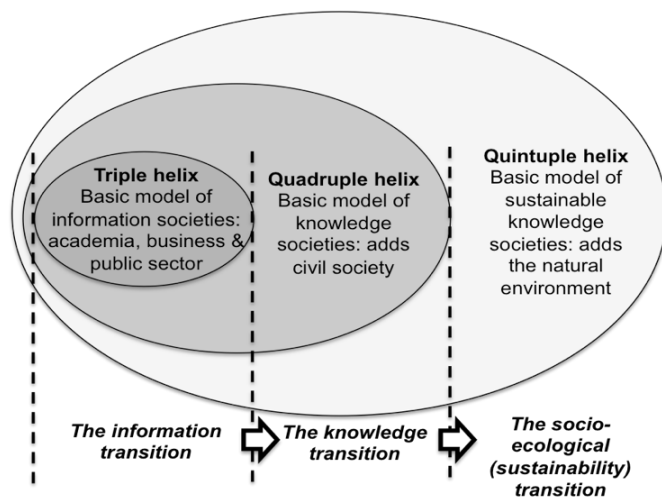 Triple helix
Basic model of
information societies:
academia, business &
public sector
Quadruple helix
Basic model of
knowledge
societies: adds
civil society
Quintuple helix
Basic model of
sustainable
knowledge
societies: adds
the natural
environment
The information
transition
The knowledge
transition
The socio-
ecological
(sustainability)
transition